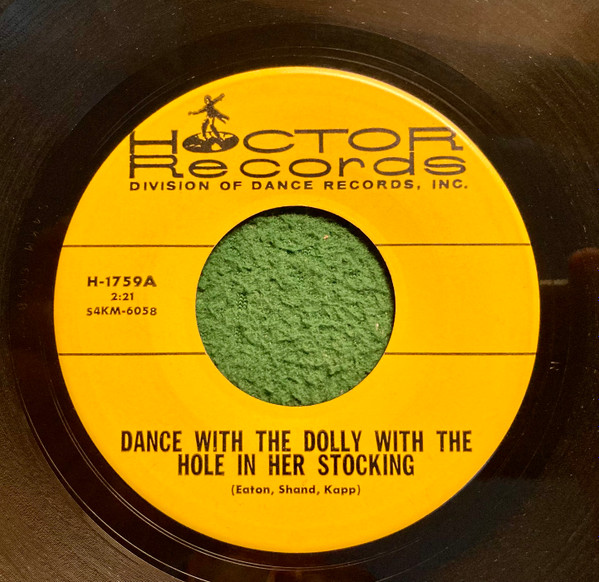 HOCTOR
Records
DIVISION OF DANCE RECORDS, INC.
H-1759A
2:21
S4KM-6058
DANCE WITH THE DOLLY WITH THE
HOLE IN HER STOCKING
(Eaton, Shand, Kapp)